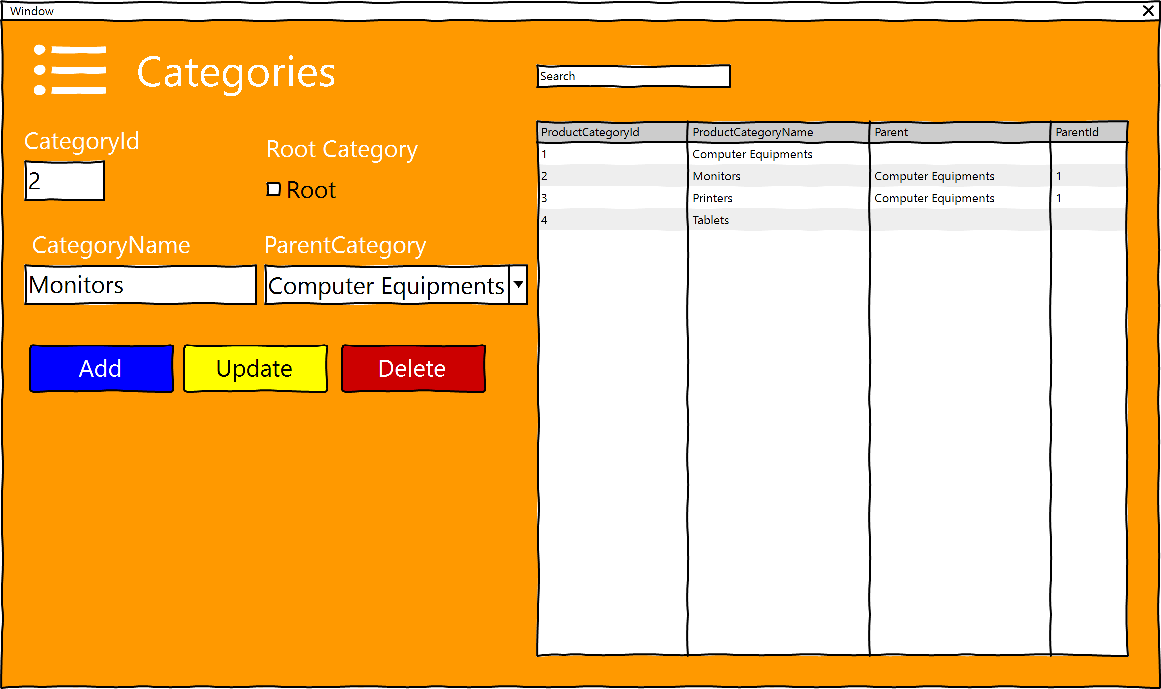 Window
Categories
Search
CategoryId
2
Root Category
Root
CategoryName
Monitors
ParentCategory
Computer Equipments
Add
Update
Delete
ProductCategoryId ProductCategoryName Parent ParentId
1 Computer Equipments
2 Monitors Computer Equipments 1
3 Printers Computer Equipments 1
4 Tablets